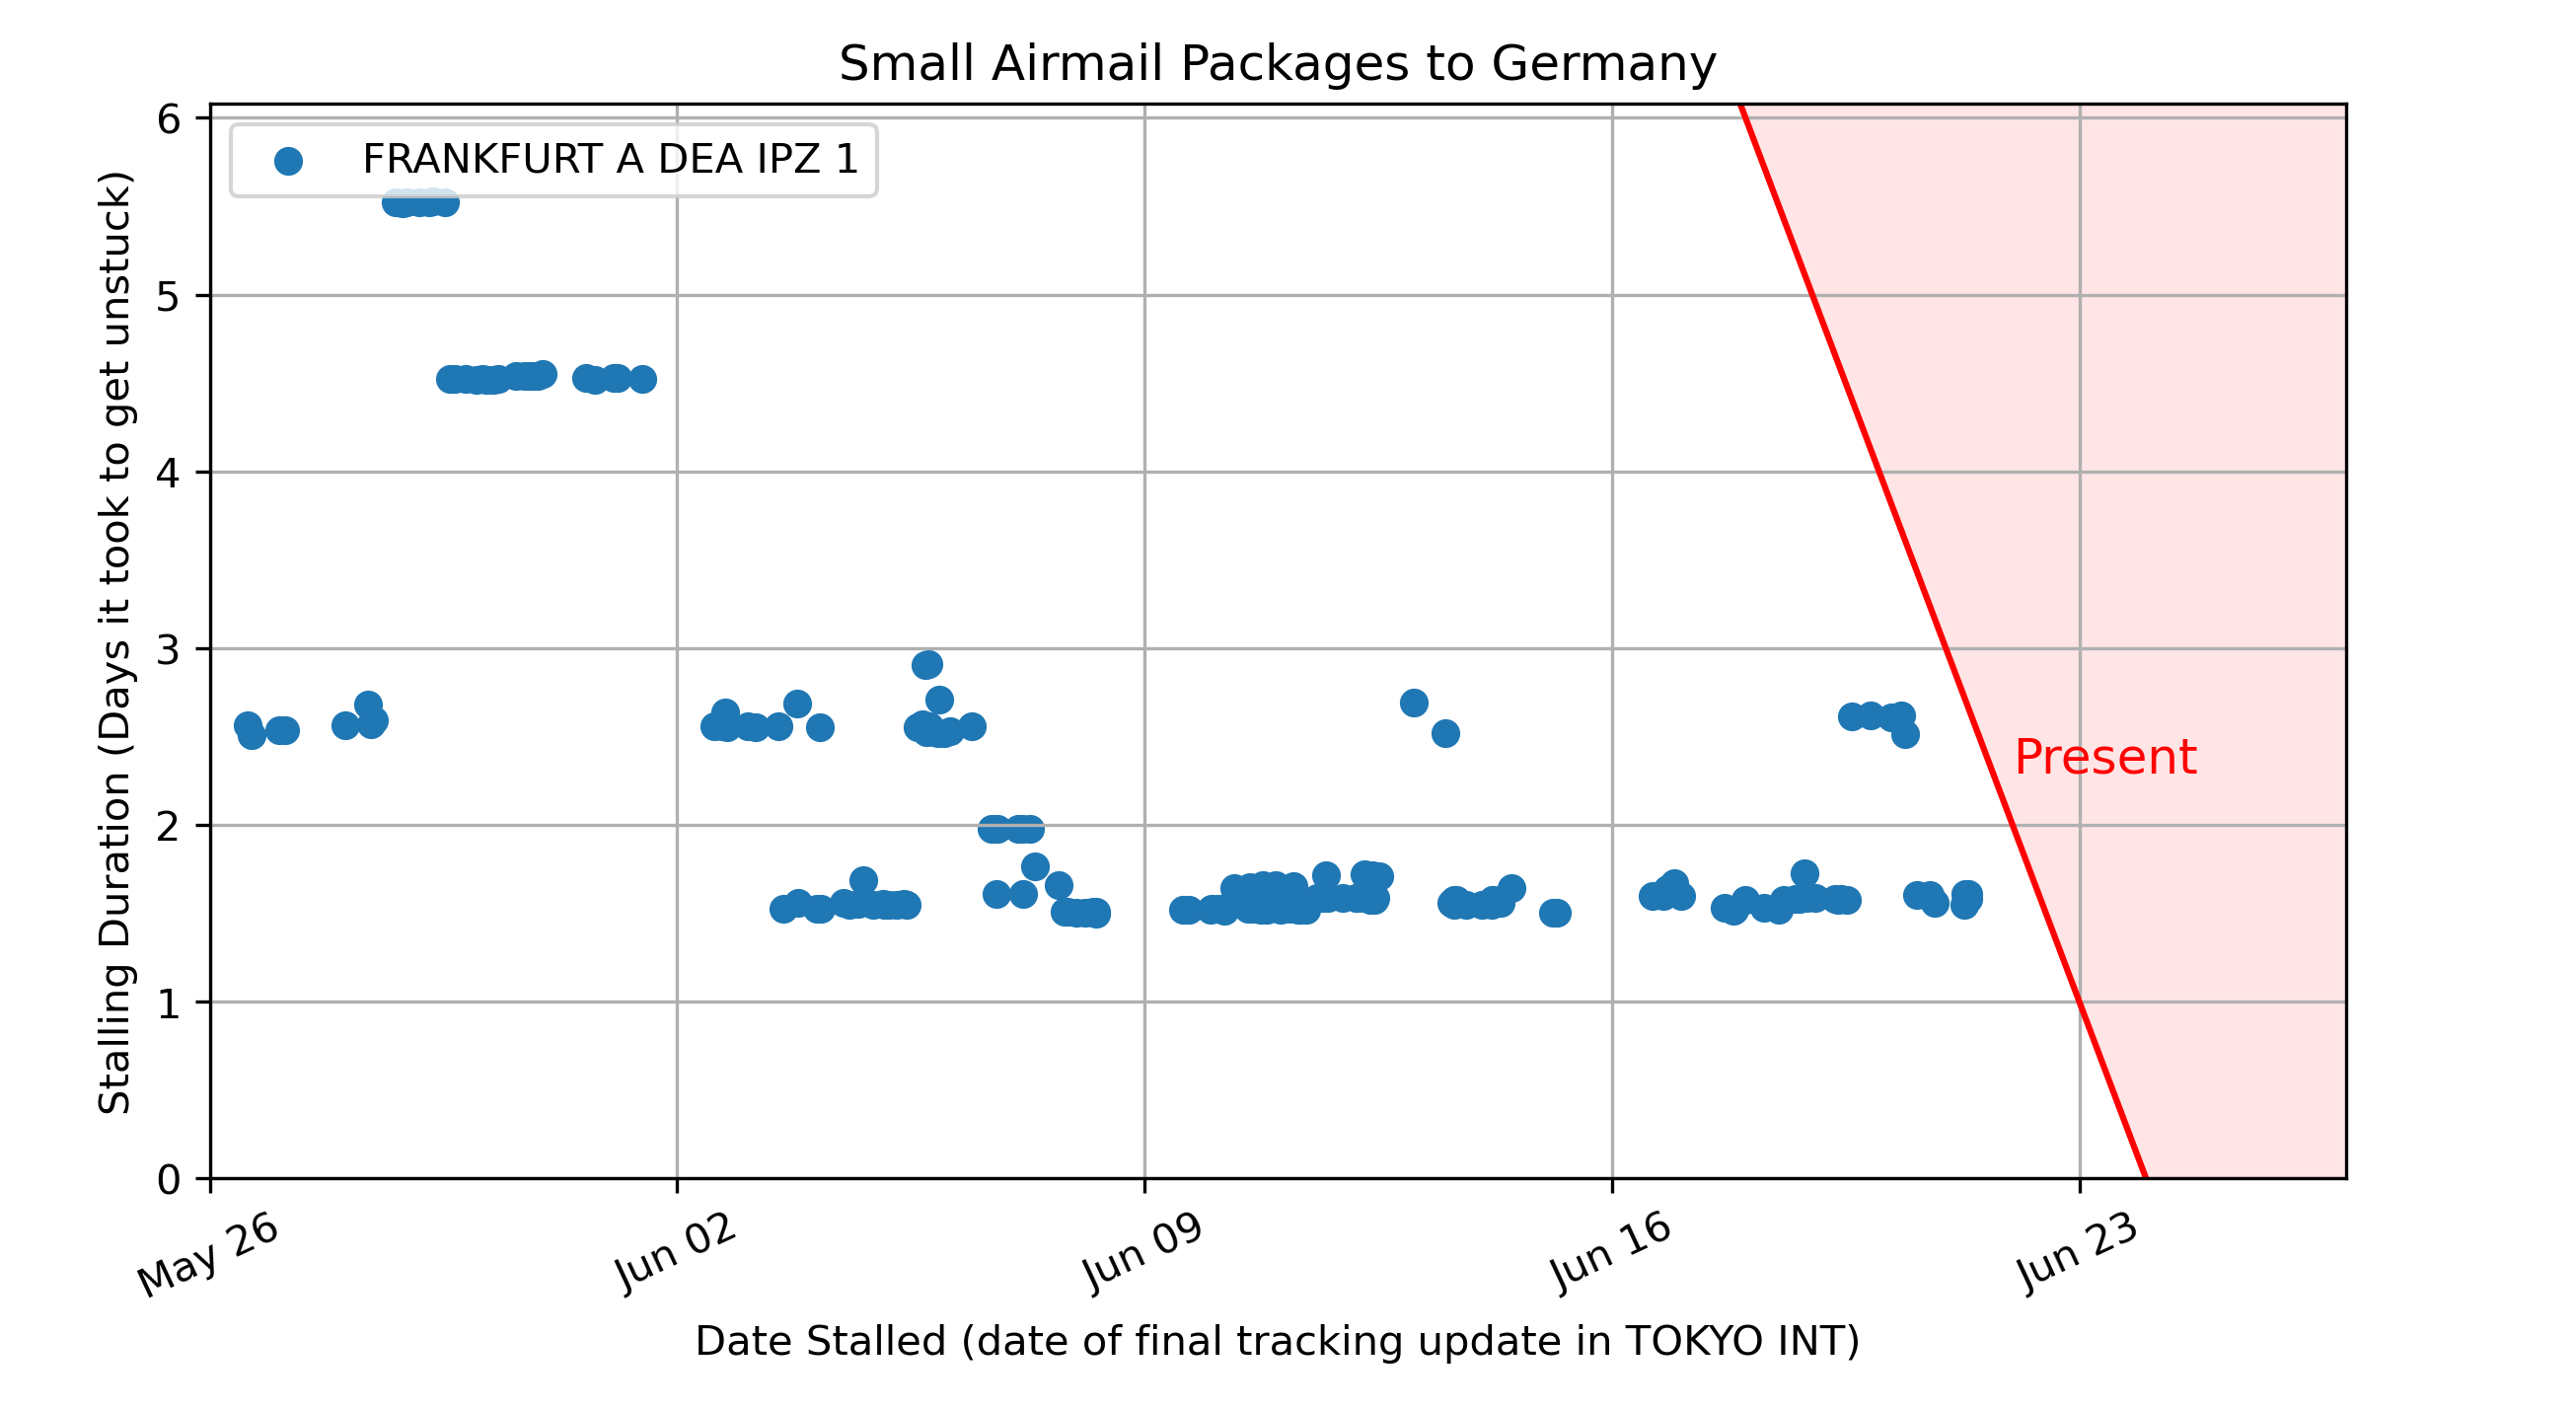 Small Airmail Packages to Germany
FRANKFURT A DEA IPZ 1
Stalling Duration (Days it took to get unstuck)
6
5
4
3
2
1
0
Present
May 26
Jun 02
Jun 09
Jun 16
Jun 23
Date Stalled (date of final tracking update in TOKYO INT)